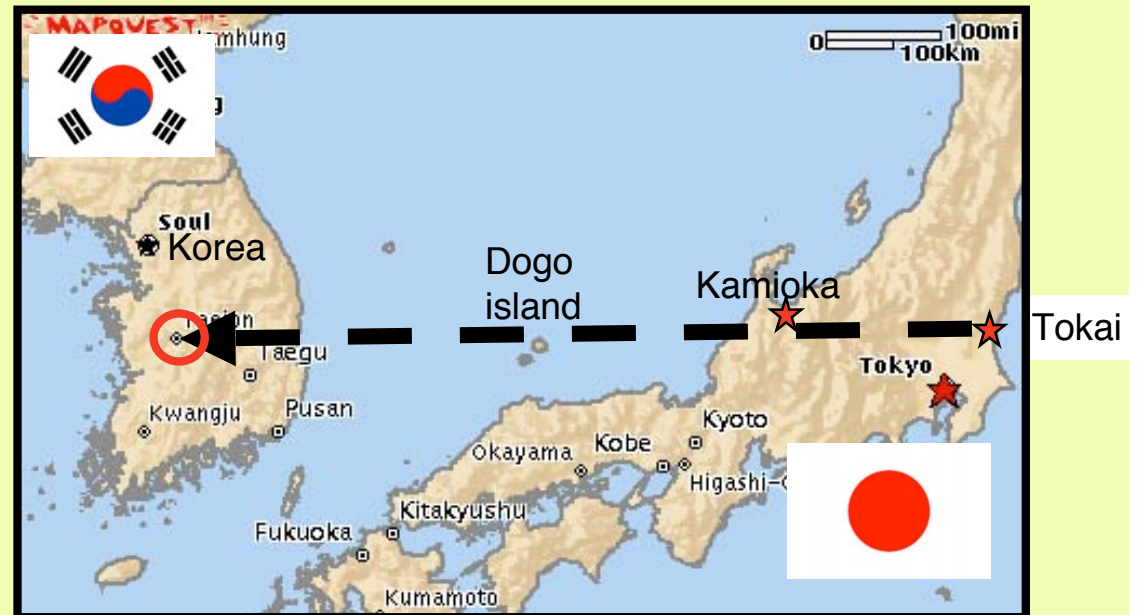 MAPQUEST
mhung
0 100mi
100km
Soul
Korea
Dogo
island
Kamioka
Tokai
Taegu
Tokyo
Kwangju
Pusan
Kyoto
Okayama
Kobe
Higashi-
Kitakyushu
Fukuoka
Kumamoto